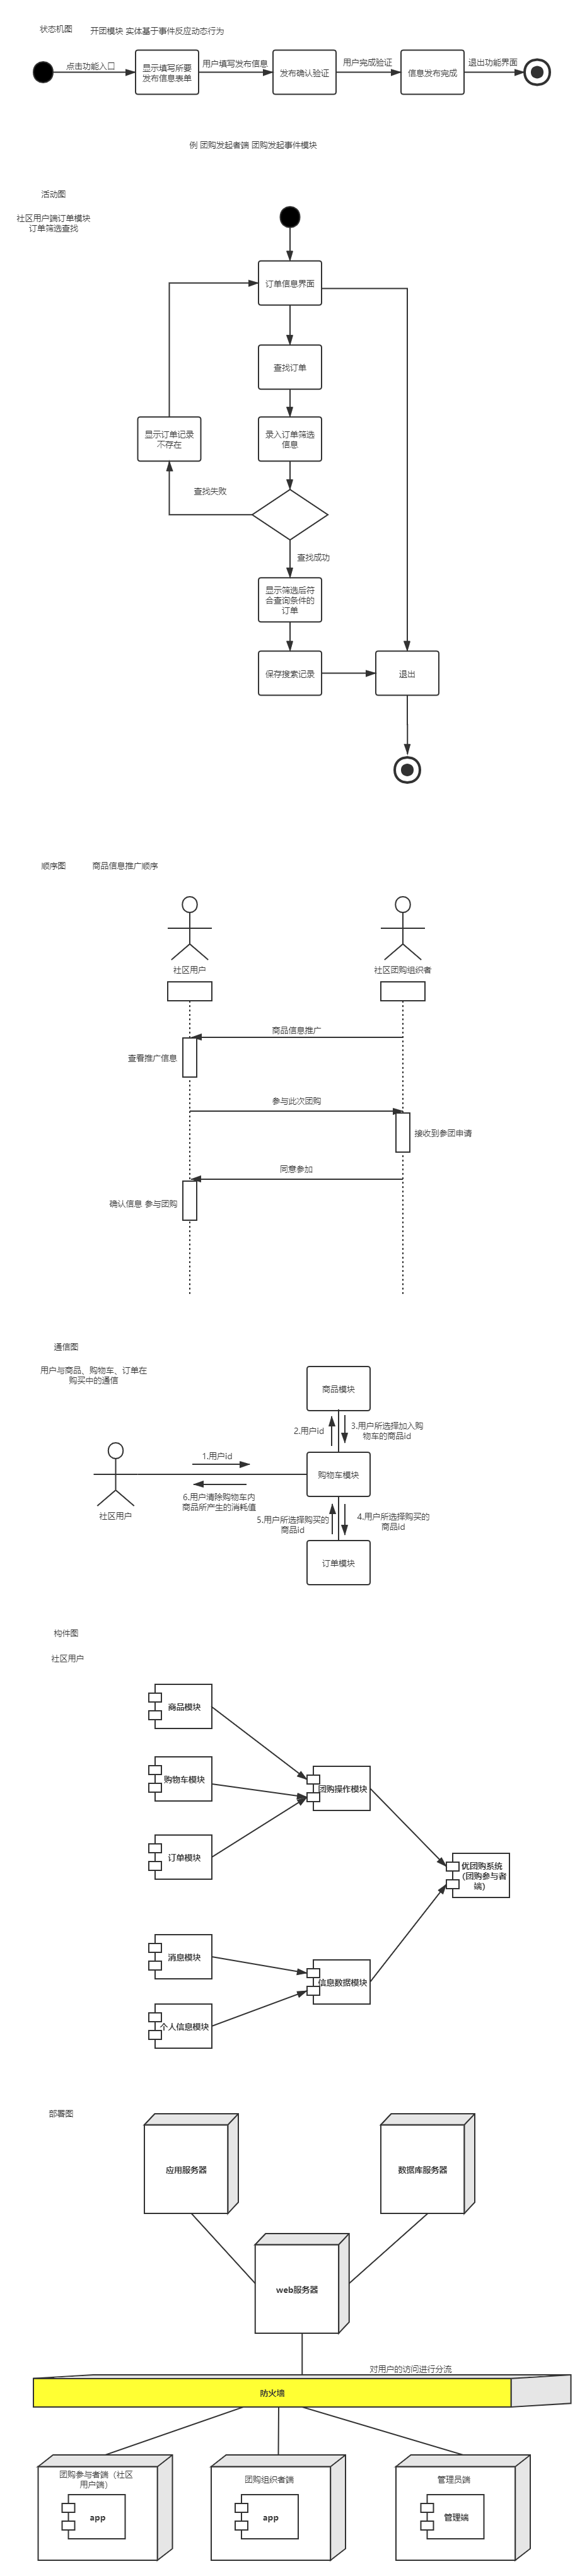 状态机图
开团模块 实体基于事件反应动态行为
点击功能入口
显示填写所要
发布信息表单
用户填写发布信息
发布确认验证
用户完成验证
信息发布完成
退出功能界面
例 团购发起者端 团购发起事件模块
活动图
社区用户端订单模块
订单筛选查找
订单信息界面
查找订单
显示订单记录
不存在
录入订单筛选
信息
查找失败
查找成功
显示筛选后符
合查询条件的
订单
保存搜索记录
退出
顺序图
商品信息推广顺序
社区用户
社区团购组织者
商品信息推广
查看推广信息
参与此次团购
接收到参团申请
同意参加
确认信息 参与团购
通信图
用户与商品、购物车、订单在
购买中的通信
商品模块
2.用户id
3.用户所选择加入购
物车的商品id
1.用户id
购物车模块
6.用户清除购物车内
商品所产生的消耗值
社区用户
5.用户所选择购买的
商品id
4.用户所选择购买的
商品id
订单模块
构件图
社区用户
商品模块
购物车模块
团购操作模块
订单模块
优团购系统
(团购参与者
端)
消息模块
信息数据模块
个人信息模块
部署图
应用服务器
数据库服务器
web服务器
对用户的访问进行分流
防火墙
团购参与者端（社区
用户端）
app
团购组织者端
app
管理员端
管理端